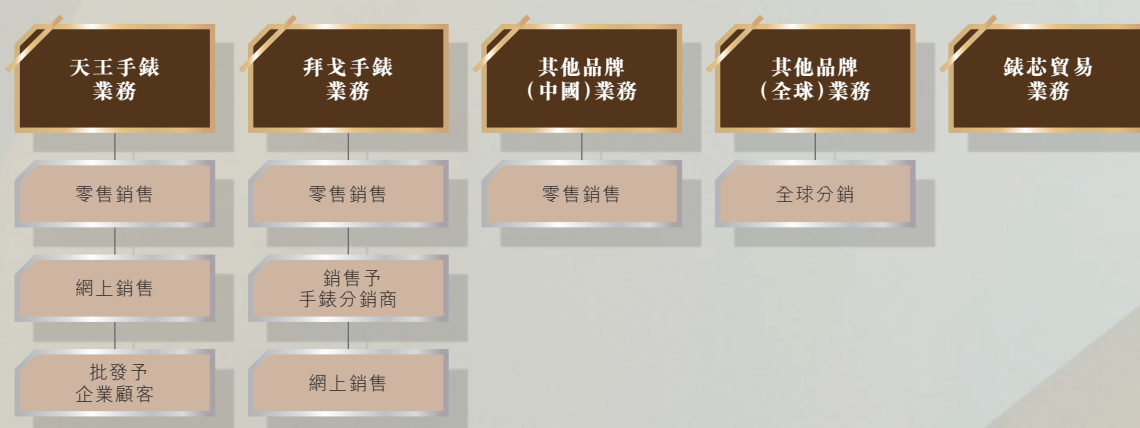 天王手錶
業務
零售銷售
網上銷售
批發予
企業顧客
拜戈手錶
業務
零售銷售
銷售予
手錶分銷商
網上銷售
其他品牌
(中國)業務
零售銷售
其他品牌
(全球)業務
全球分銷
錶芯貿易
業務